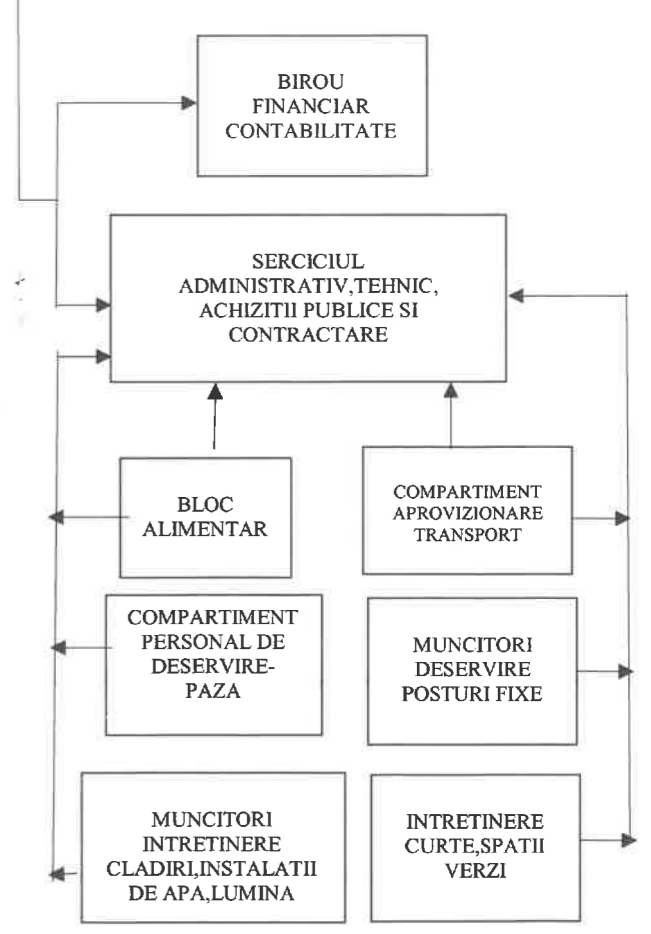 BIROU
FINANCIAR
CONTABILITATE
SERCICIUL
ADMINISTRATIV,TEHNIC,
ACHIZITII PUBLICE SI
CONTRACTARE
BLOC
ALIMENTAR
COMPARTIMENT
APROVIZIONARE
TRANSPORT
COMPARTIMENT
PERSONAL DE
DESERVIRE-
PAZA
MUNCITORI
DESERVIRE
POSTURI FIXE
MUNCITORI
INTRETINERE
CLADIRI,INSTALATII
DE APA,LUMINA
INTRETINERE
CURTE,SPATII
VERZI